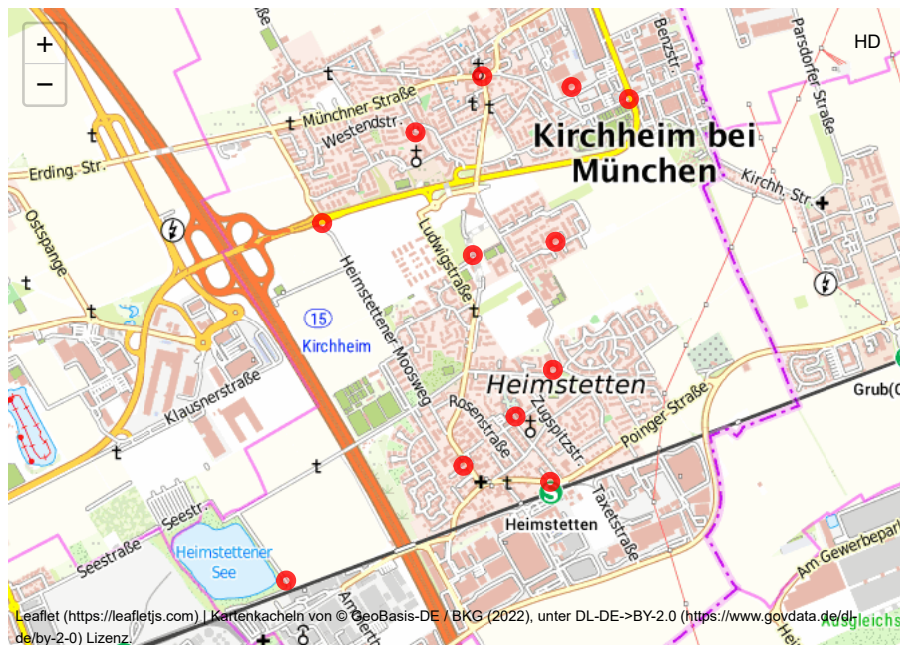 +
−
HD
Benzstr.
Parsdorfer Straße
Münchner Straße
Westendstr.
Kirchheim bei
München
Erding. Str.
Kirchh. Str.
Ostspange
Ludwigstraße
Heimstettener Moosweg
15
Kirchheim
Heimstetten
Klausnerstraße
Rosenstraße
Zugspitzstr.
Poinger Straße
Grub(
S
Heimstetten
Taxetstraße
Seestr.
Seestraße
Heimstettener
See
Am Gewerbepark
Leaflet (https://leafletjs.com) | Kartenkacheln von © GeoBasis-DE / BKG (2022), unter DL-DE->BY-2.0 (https://www.govdata.de/dl-
de/by-2-0) Lizenz.
Ausgleichs